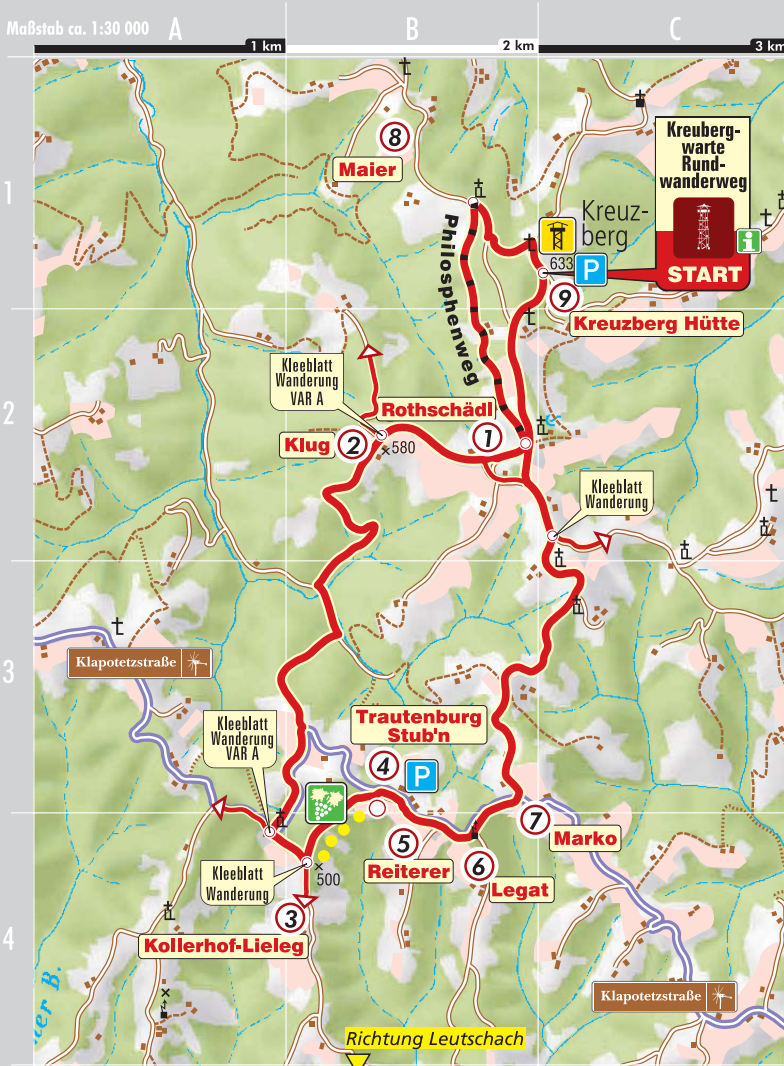 Maßstab ca. 1:30 000
A
B
C
1 km
2 km
3 km
1
2
3
4
8
Maier
Kreuberg-
warte
Rund-
wanderweg
START
i
Kreuz-
berg
633
P
9
Kreuzberg Hütte
Philosphenweg
Kleeblatt
Wanderung
VAR A
Rothschädl
1
Klug
2
580
Kleeblatt
Wanderung
Klapotetzstraße
Kleeblatt
Wanderung
VAR A
Trautenburg
Stub'n
4
P
5
Reiterer
6
Legat
7
Marko
Kleeblatt
Wanderung
500
3
Kollerhof-Lieleg
Klapotetzstraße
Richtung Leutschach